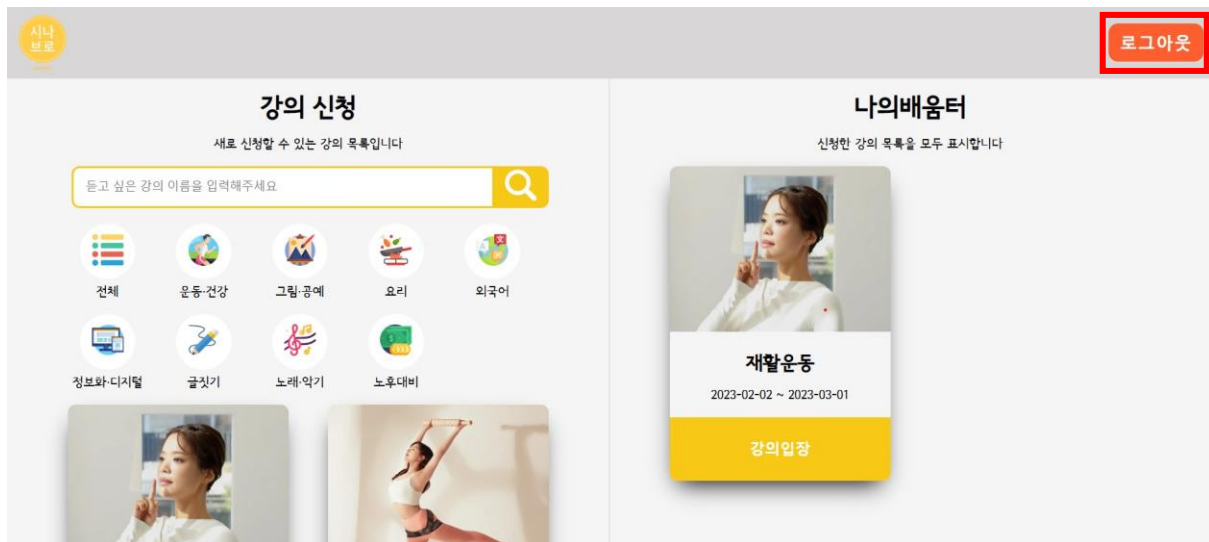 시나
브로
로그아웃
강의 신청
새로 신청할 수 있는 강의 목록입니다
듣고 싶은 강의 이름을 입력해주세요
전체
운동·건강
그림·공예
요리
외국어
정보화·디지털
글짓기
노래·악기
노후대비
나의배움터
신청한 강의 목록을 모두 표시합니다
재활운동
2023-02-02 ~ 2023-03-01
강의입장